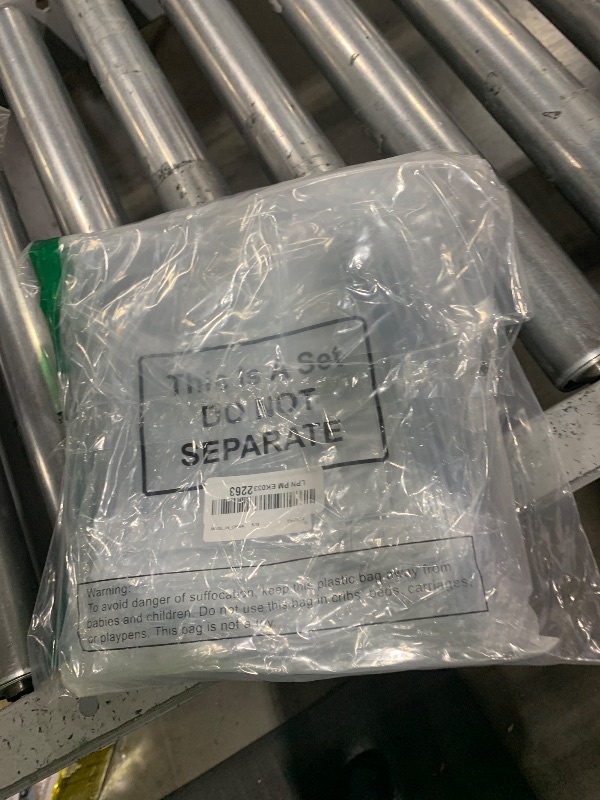 This Is A Set
DO NOT
SEPARATE
LPN PM EK0332263
Warning:
To avoid danger of suffocation, keep this plastic bag away from
babies and children. Do not use this bag in cribs, beds, carriages,
or playpens. This bag is not a toy.